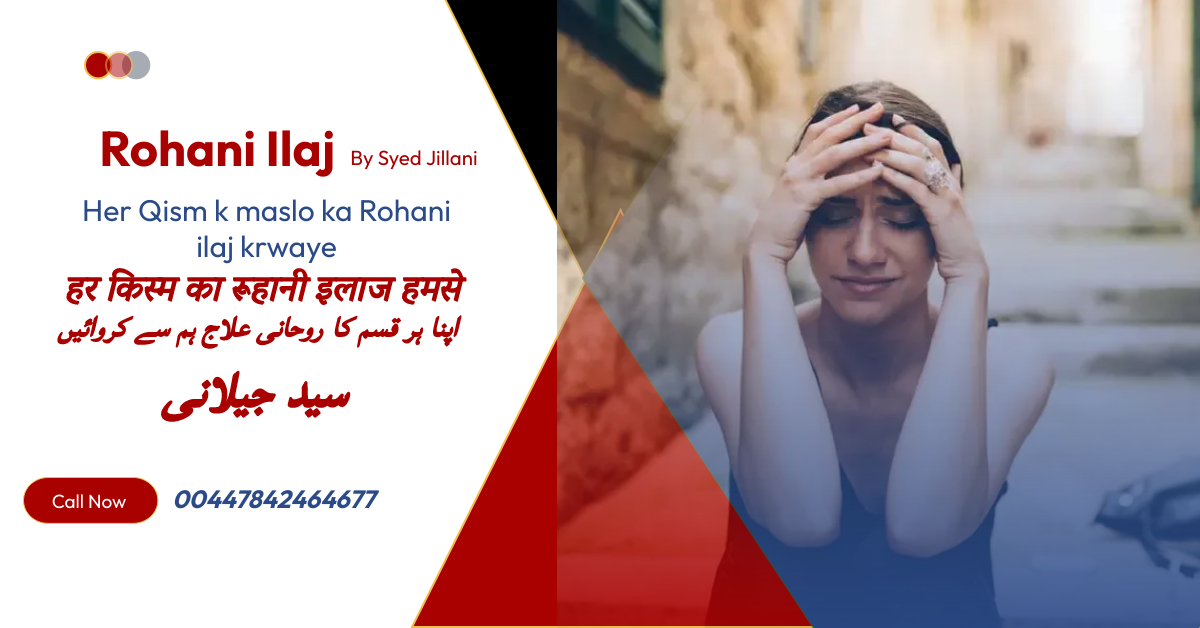 Rohani Ilaj By Syed Jillani
Her Qism k maslo ka Rohani
ilaj krwaye
हर किस्म का रूहानी इलाज हमसे
اپنا ہر قسم کا روحانی علاج ہم سے کروائیں
سید جیلانی
Call Now 00447842464677